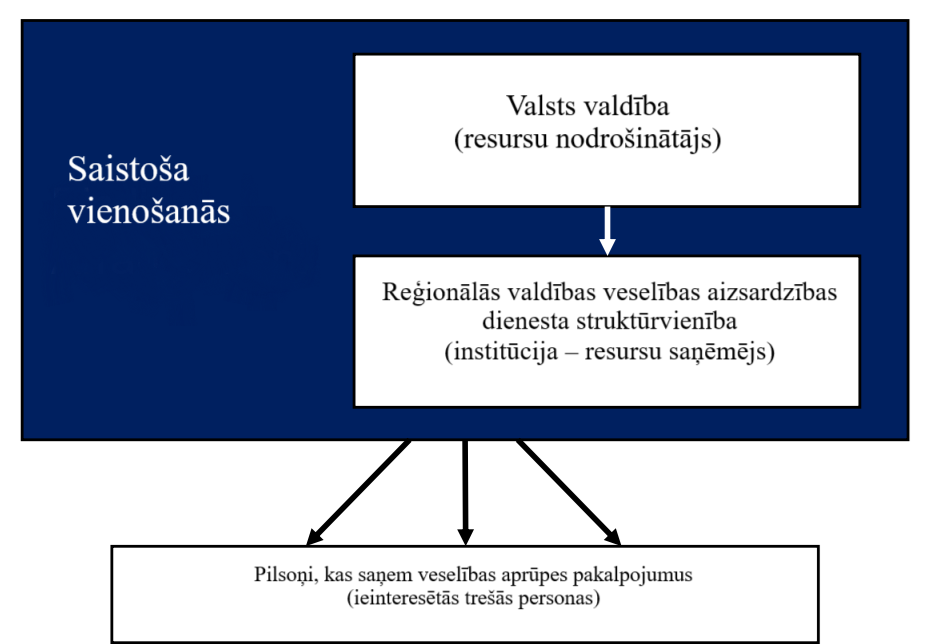 Saistoša
vienošanās
Valsts valdība
(resursu nodrošinātājs)
Reģionālās valdības veselības aizsardzības
dienesta struktūrvienība
(institūcija – resursu saņēmējs)
Pilsoņi, kas saņem veselības aprūpes pakalpojumus
(ieinteresētās trešās personas)